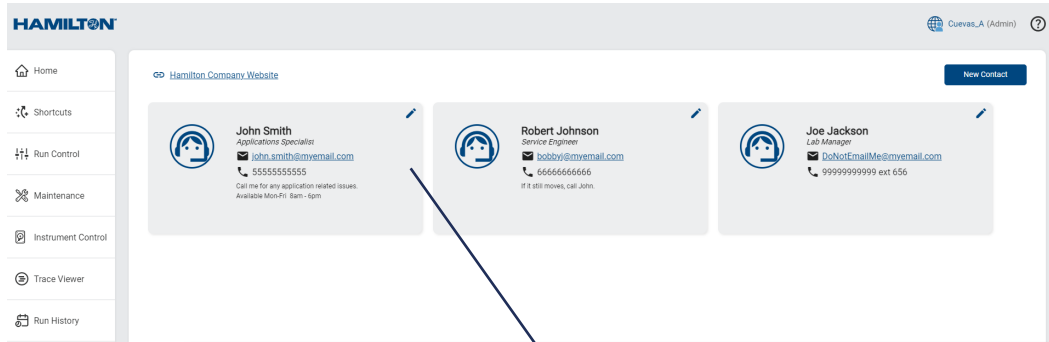 HAMILTON
Cuevas_A (Admin)
Home
Shortcuts
Run Control
Maintenance
Instrument Control
Trace Viewer
Run History
Hamilton Company Website
New Contact
John Smith
Applications Specialist
john.smith@myemail.com
55555555555
Call me for any application related issues.
Available Mon-Fri 8am - 6pm
Robert Johnson
Service Engineer
bobbyj@myemail.com
66666666666
If it still moves, call John.
Joe Jackson
Lab Manager
DoNotEmailMe@myemail.com
99999999999 ext 656